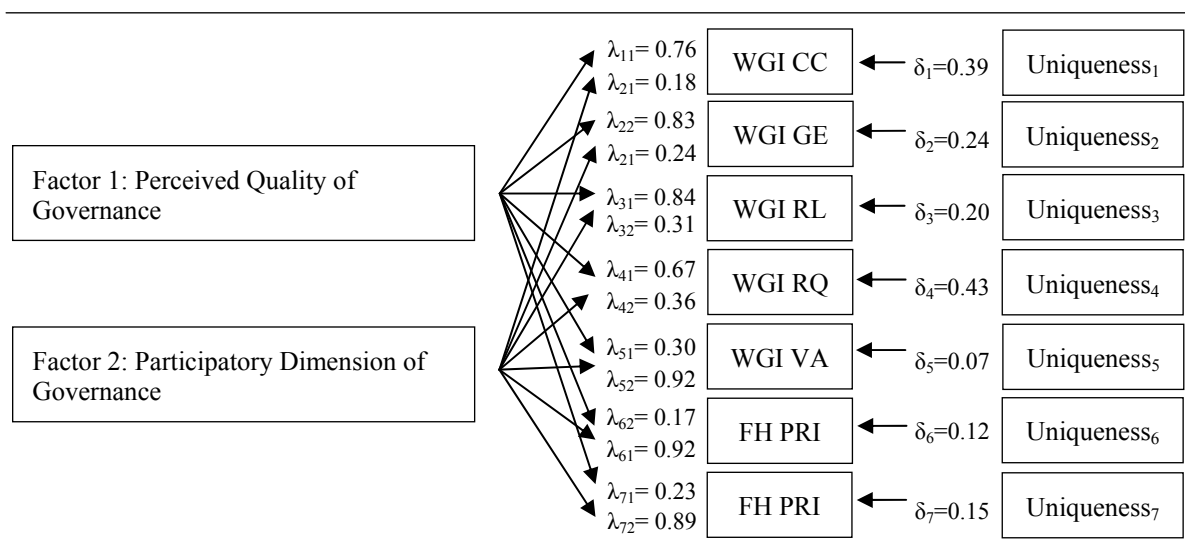 λ11= 0.76 WGI CC δ1=0.39 Uniqueness1
λ21= 0.18
λ22= 0.83 WGI GE δ2=0.24 Uniqueness2
λ21= 0.24
Factor 1: Perceived Quality of
Governance
λ31= 0.84 WGI RL δ3=0.20 Uniqueness3
λ32= 0.31
λ41= 0.67 WGI RQ δ4=0.43 Uniqueness4
λ42= 0.36
Factor 2: Participatory Dimension of
Governance
λ51= 0.30 WGI VA δ5=0.07 Uniqueness5
λ52= 0.92
λ62= 0.17 FH PRI δ6=0.12 Uniqueness6
λ61= 0.92
λ71= 0.23 FH PRI δ7=0.15 Uniqueness7
λ72= 0.89